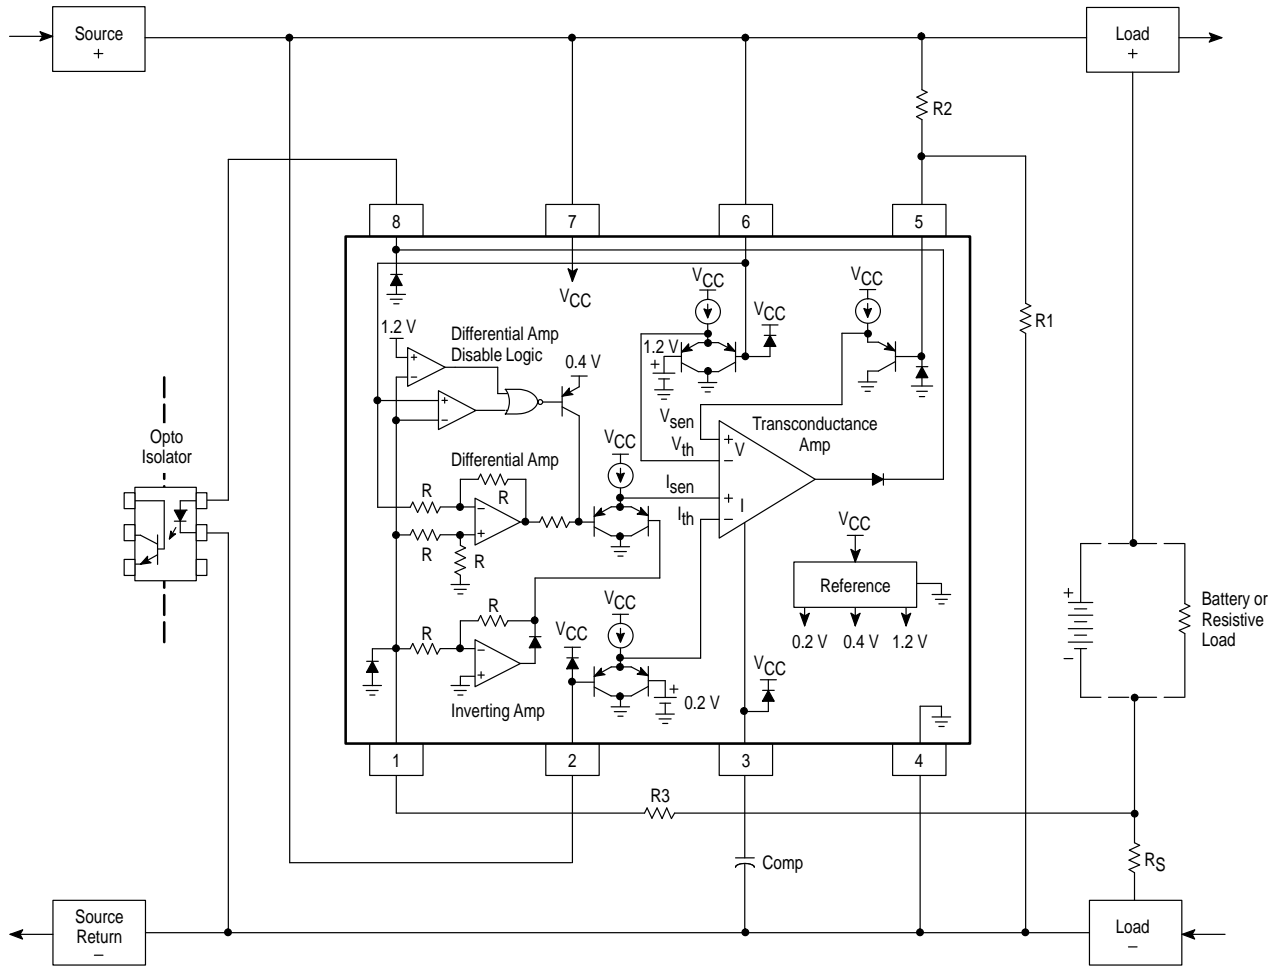 Source
+
Load
+
R2
8
7
6
5
VCC
VCC
VCC
VCC
R1
1.2 V
Differential Amp
Disable Logic
0.4 V
1.2 V
+
+
−
+
−
Opto
Isolator
Vsen
Vth
Transconductance
Amp
VCC
+
V
−
Differential Amp
R
R
−
+
Isen
Ith
+
I
−
R
R
VCC
Reference
0.2 V
0.4 V
1.2 V
+
−
Battery or
Resistive
Load
R
R
VCC
VCC
−
+
VCC
+
0.2 V
Inverting Amp
1
2
3
4
R3
Comp
RS
Source
Return
−
Load
−